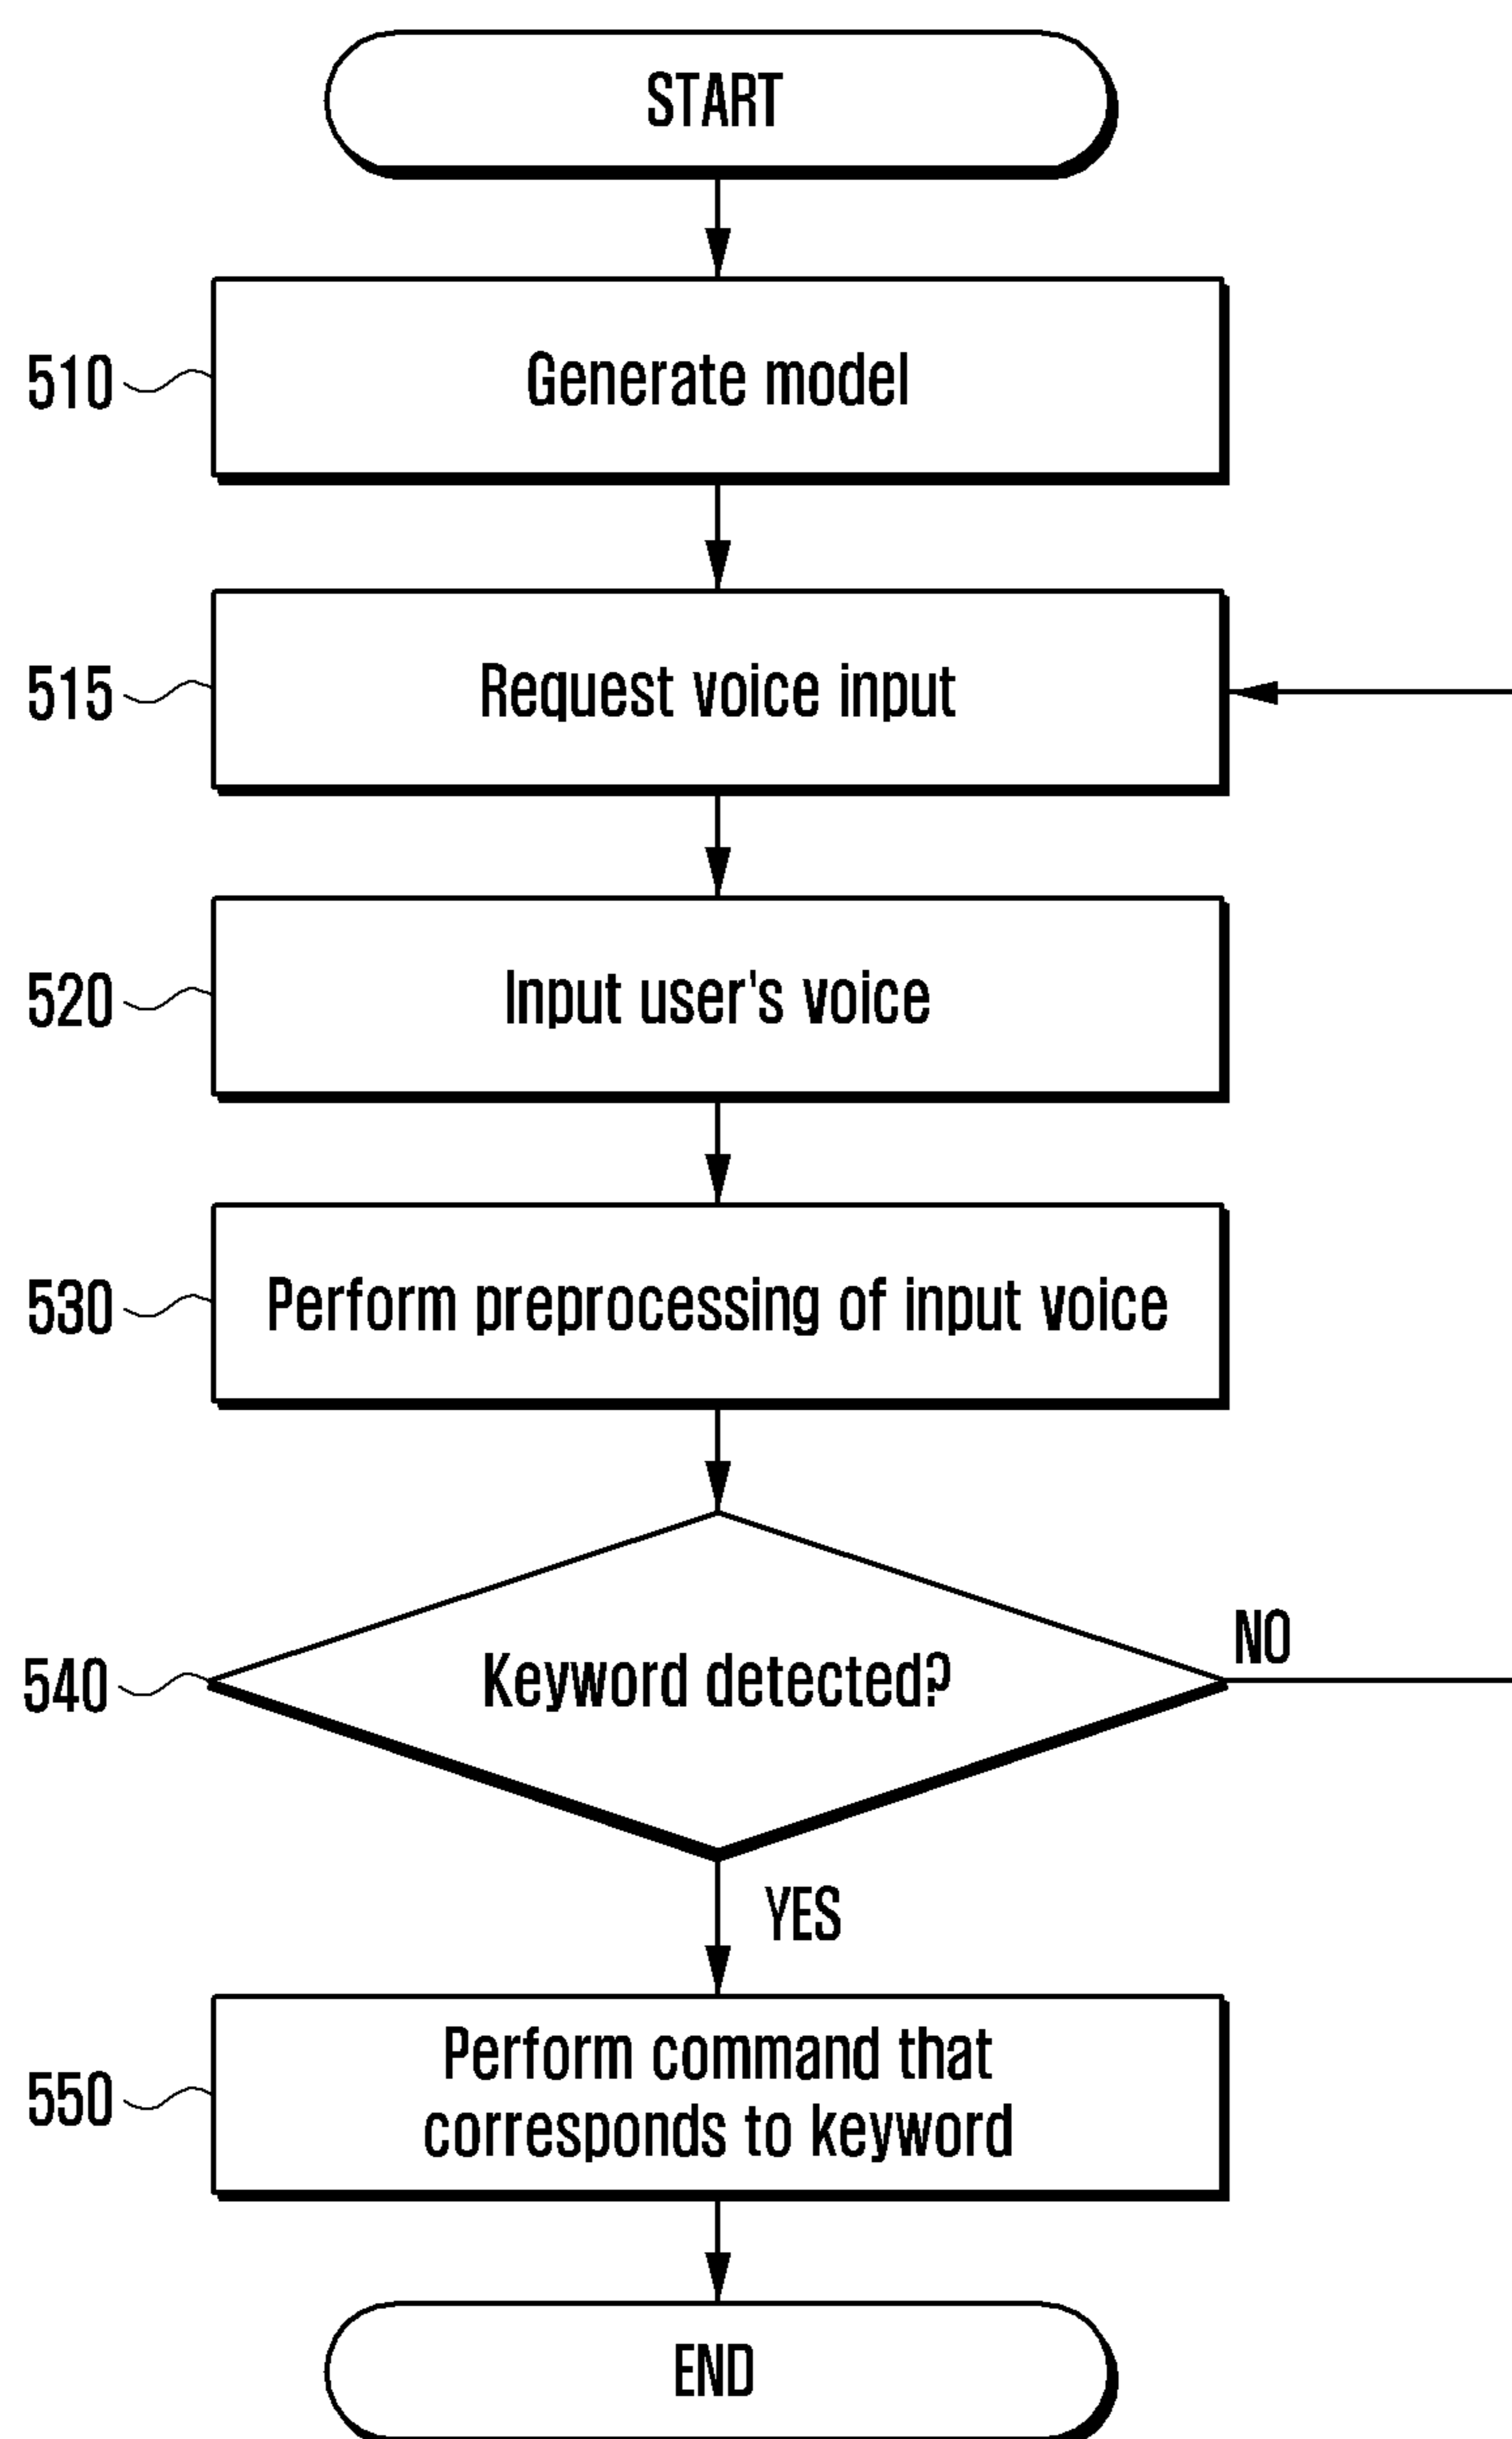 START
510
Generate model
515
Request voice input
520
Input user's voice
530
Perform preprocessing of input voice
540
Keyword detected?
NO
YES
550
Perform command that
corresponds to keyword
END